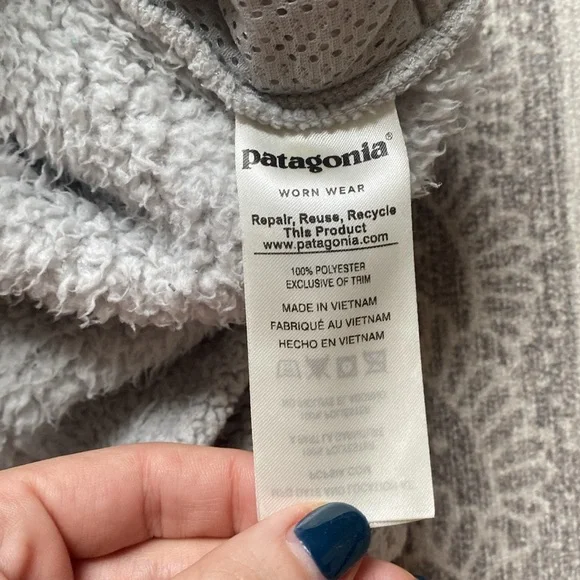 patagonia®
WORN WEAR
Repair, Reuse, Recycle
This Product
www.patagonia.com
100% POLYESTER
EXCLUSIVE OF TRIM
MADE IN VIETNAM
FABRIQUÉ AU VIETNAM
HECHO EN VIETNAM